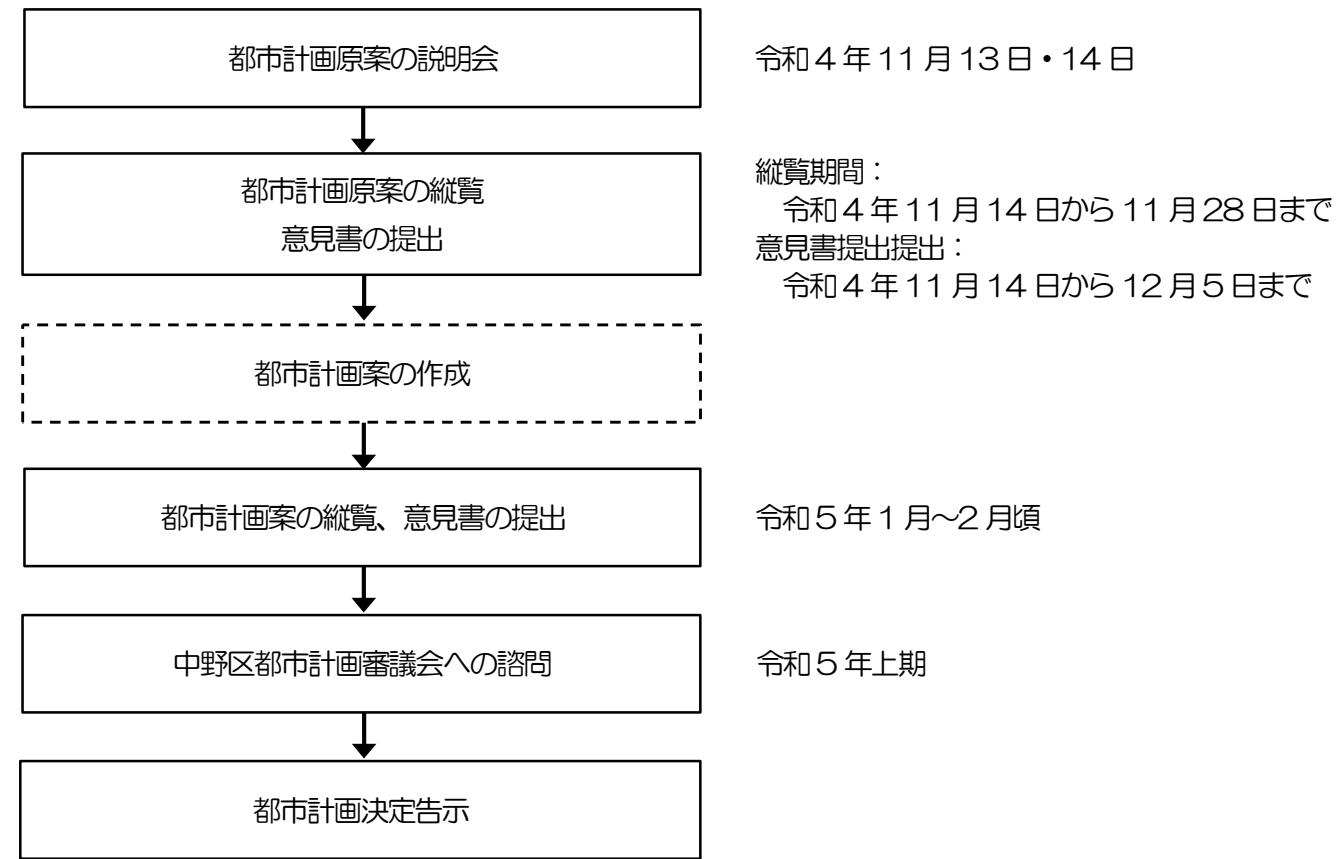 都市計画原案の説明会
令和4年11月13日・14日
都市計画原案の縦覧
意見書の提出
縦覧期間：
令和4年11月14日から11月28日まで
意見書提出提出：
令和4年11月14日から12月5日まで
都市計画案の作成
都市計画案の縦覧、意見書の提出
令和5年1月～2月頃
中野区都市計画審議会への諮問
令和5年上期
都市計画決定告示